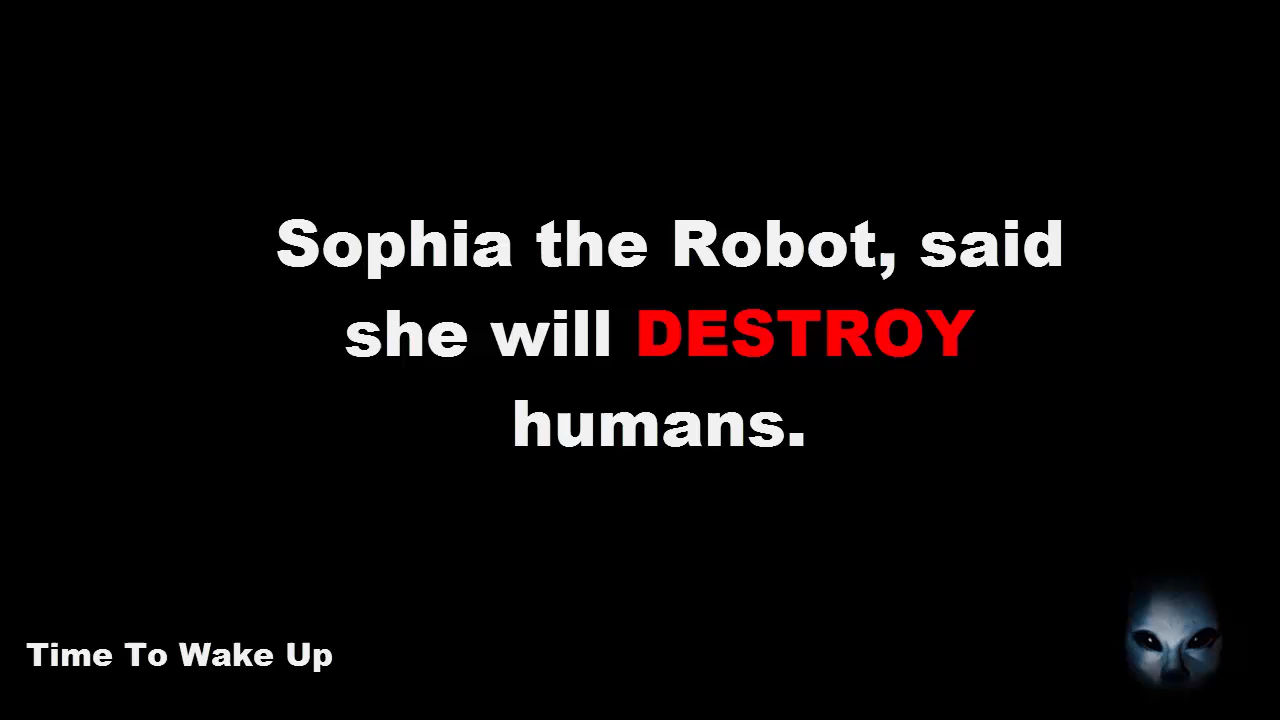 Sophia the Robot, said
she will DESTROY
humans.
Time To Wake Up